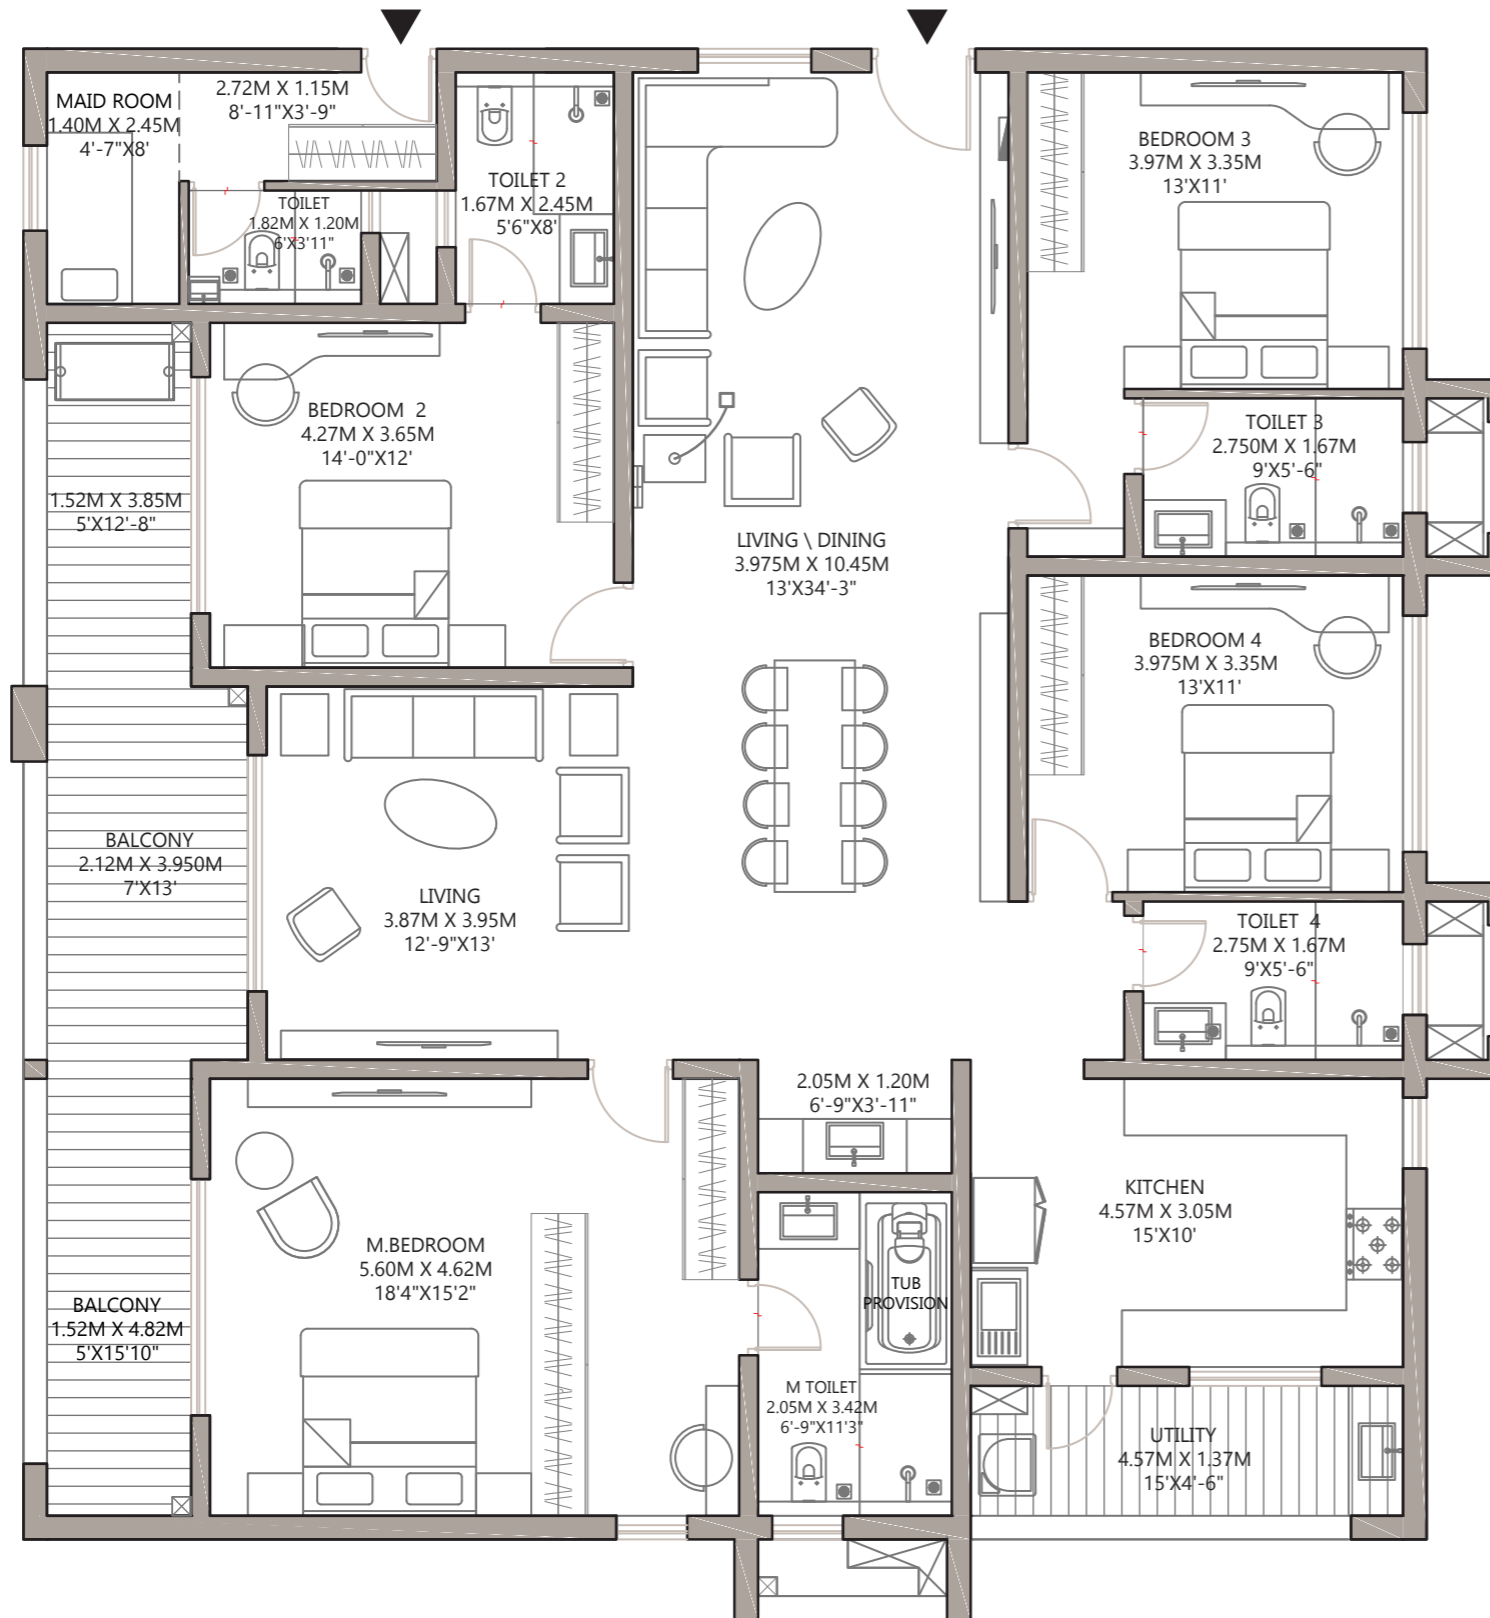 MAID ROOM
1.40M X 2.45M
4'-7"X8'
2.72M X 1.15M
8'-11"X3'-9"
TOILET
1.82M X 1.20M
6'X3'11"
TOILET 2
1.67M X 2.45M
5'6"X8'
BEDROOM 3
3.97M X 3.35M
13'X11'
BEDROOM 2
4.27M X 3.65M
14'-0"X12'
TOILET 3
2.750M X 1.67M
9'X5'-6"
1.52M X 3.85M
5'X12'-8"
LIVING \ DINING
3.975M X 10.45M
13'X34'-3"
BEDROOM 4
3.975M X 3.35M
13'X11'
BALCONY
2.12M X 3.950M
7'X13'
LIVING
3.87M X 3.95M
12'-9"X13'
TOILET 4
2.75M X 1.67M
9'X5'-6"
2.05M X 1.20M
6'-9"X3'-11"
KITCHEN
4.57M X 3.05M
15'X10'
M.BEDROOM
5.60M X 4.62M
18'4"X15'2"
TUB
PROVISION
BALCONY
1.52M X 4.82M
5'X15'10"
M TOILET
2.05M X 3.42M
6'-9"X11'3"
UTILITY
4.57M X 1.37M
15'X4'-6"